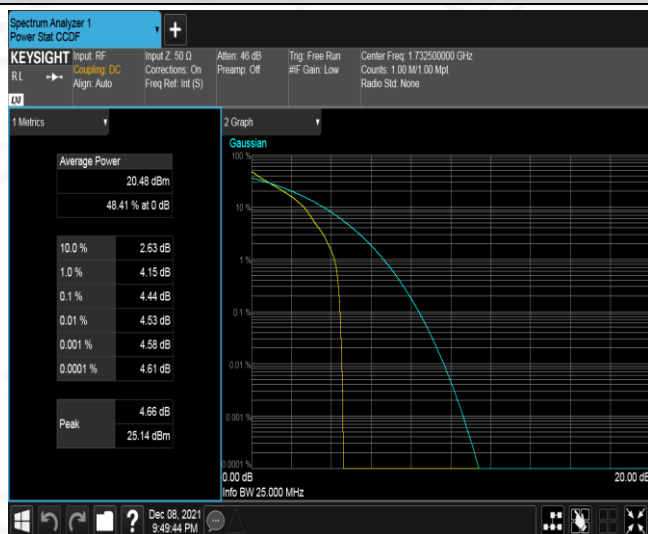 Spectrum Analyzer 1
Power Stat CCDF
KEYSIGHT Input: RF Input Z: 50 Ω Atten: 46 dB Trig: Free Run Center Freq: 1.732500000 GHz
RL Coupling: DC Corrections: On Preamp: Off #IF Gain: Low Counts: 1.00 M/1.00 Mpt
Align: Auto Freq Ref: Int (S) Radio Std: None
LXI
1 Metrics
2 Graph
Gaussian
Average Power
20.48 dBm
48.41 % at 0 dB
10.0 % 2.63 dB
1.0 % 4.15 dB
0.1 % 4.44 dB
0.01 % 4.53 dB
0.001 % 4.58 dB
0.0001 % 4.61 dB
Peak
4.66 dB
25.14 dBm
100 %
10 %
1 %
0.1 %
0.01 %
0.001 %
0.0001 %
0.00 dB 20.00 dB
Info BW 25.000 MHz
? Dec 08, 2021
9:49:44 PM